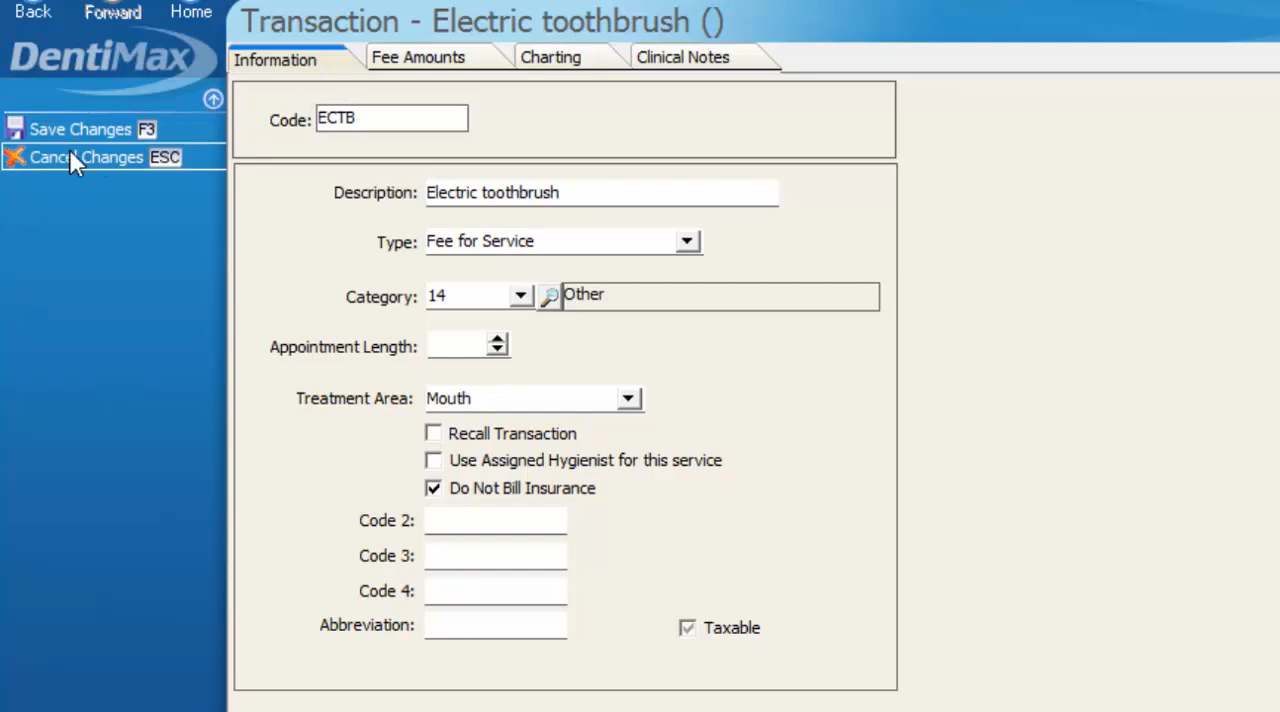 Back Forward Home
DentiMax
Save Changes F3
Cancel Changes ESC
Transaction - Electric toothbrush ()
Information Fee Amounts Charting Clinical Notes
Code: ECTB
Description: Electric toothbrush
Type: Fee for Service
Category: 14 Other
Appointment Length:
Treatment Area: Mouth
Recall Transaction
Use Assigned Hygienist for this service
Do Not Bill Insurance
Code 2:
Code 3:
Code 4:
Abbreviation: Taxable